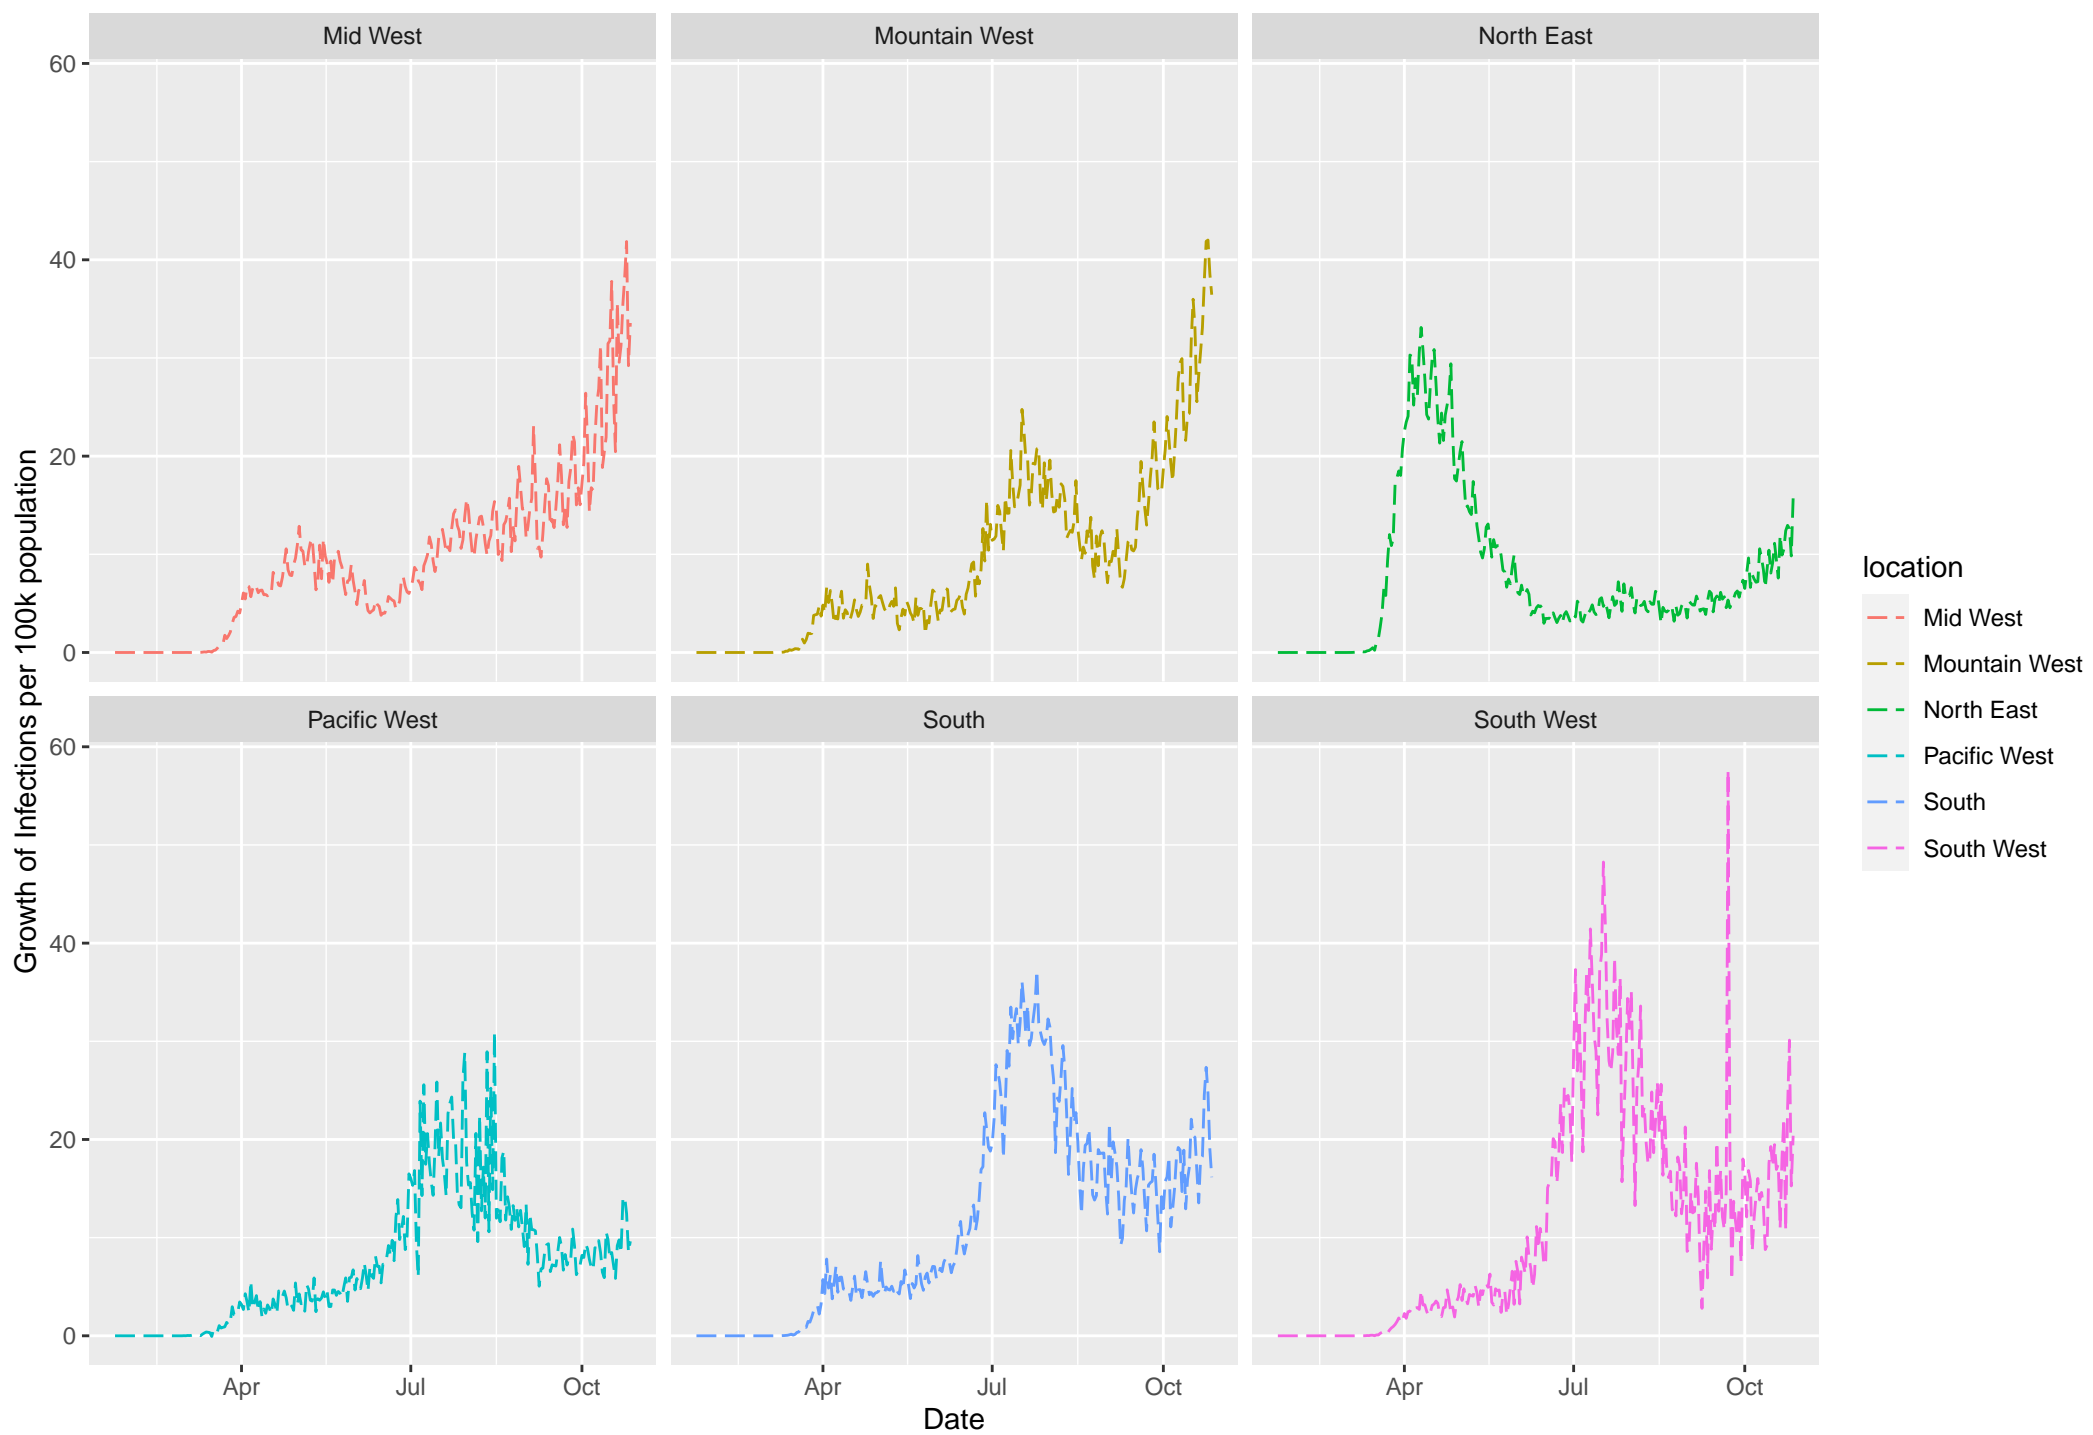 Mid West
Mountain West
North East
60
40
20
0
Growth of Infections per 100k population
Pacific West
South
South West
60
40
20
0
Apr
Jul
Oct
Apr
Jul
Oct
Apr
Jul
Oct
Date
location
Mid West
Mountain West
North East
Pacific West
South
South West